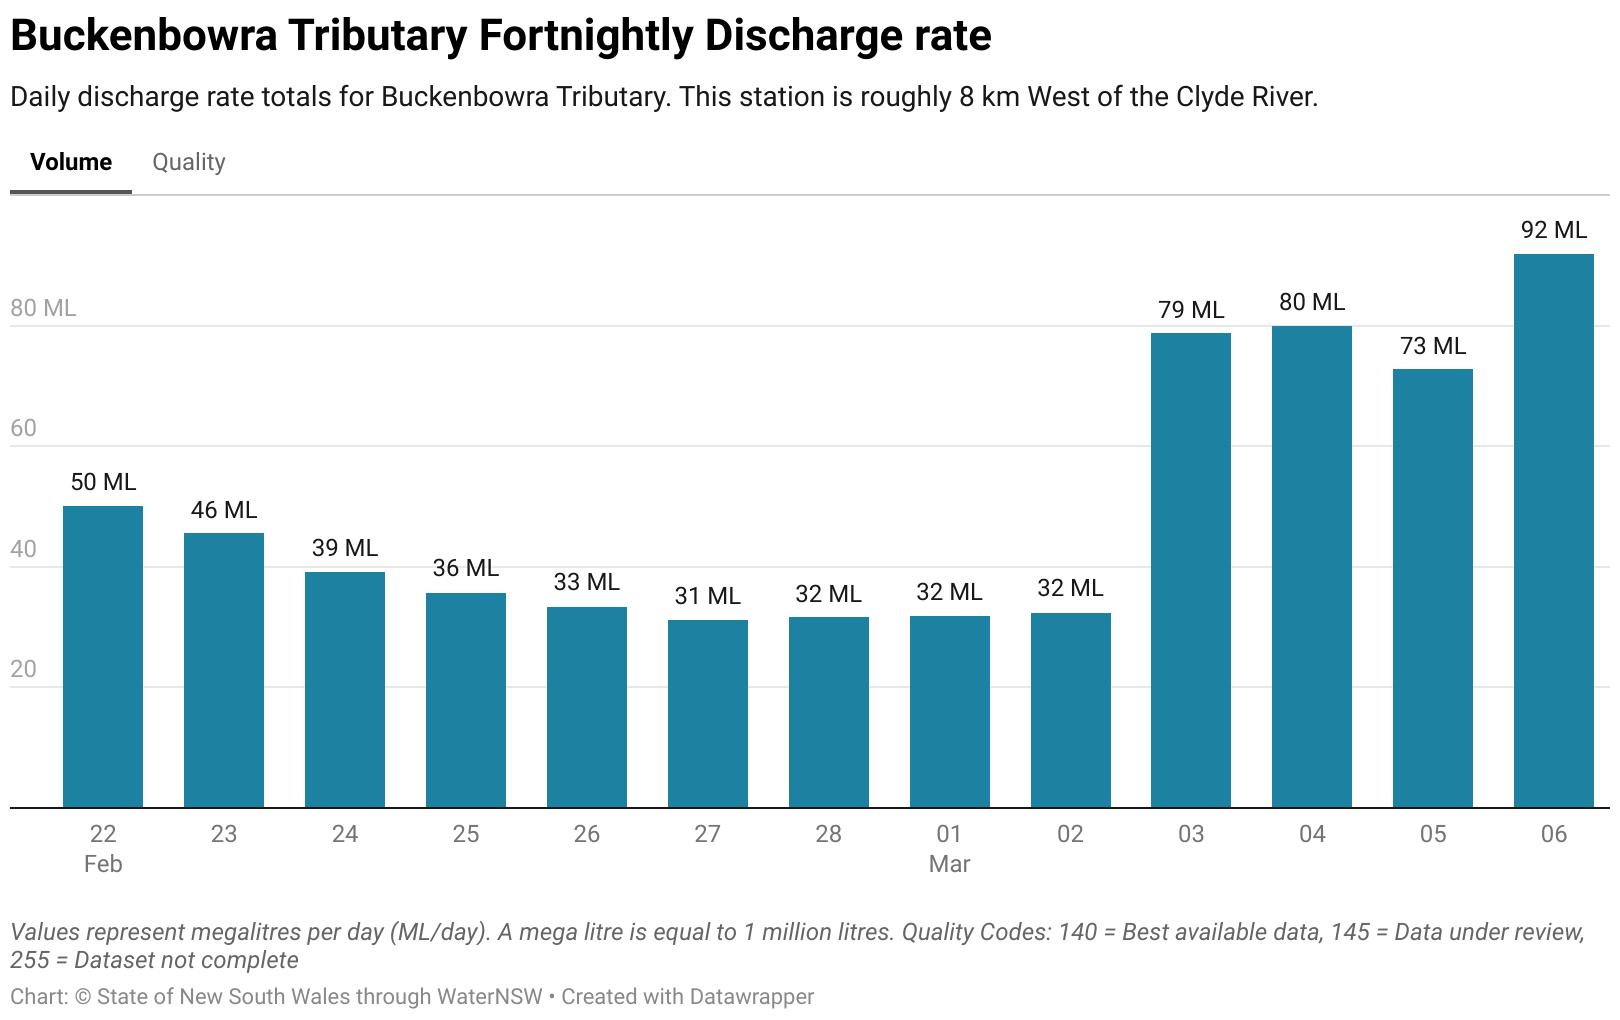 Buckenbowra Tributary Fortnightly Discharge rate
Daily discharge rate totals for Buckenbowra Tributary. This station is roughly 8 km West of the Clyde River.
Volume Quality
92 ML
80 ML
79 ML
80 ML
73 ML
60
50 ML
46 ML
40
39 ML
36 ML
33 ML
31 ML
32 ML
32 ML
32 ML
20
22 23 24 25 26 27 28 01 02 03 04 05 06
Feb Mar
Values represent megalitres per day (ML/day). A mega litre is equal to 1 million litres. Quality Codes: 140 = Best available data, 145 = Data under review,
255 = Dataset not complete
Chart: © State of New South Wales through WaterNSW • Created with Datawrapper